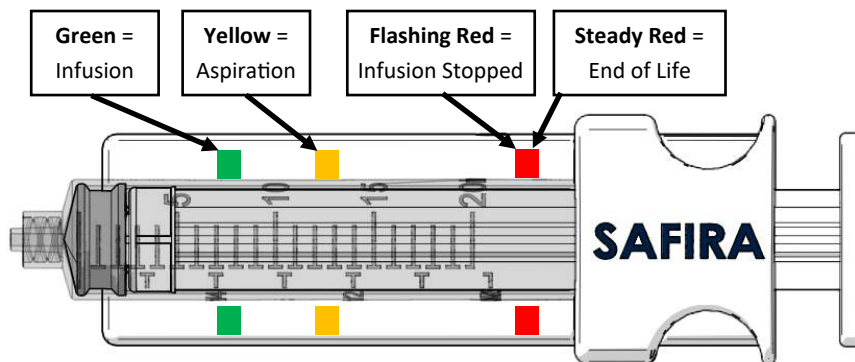 Green =
Infusion
Yellow =
Aspiration
Flashing Red =
Infusion Stopped
Steady Red =
End of Life
5
10
15
20
SAFIRA